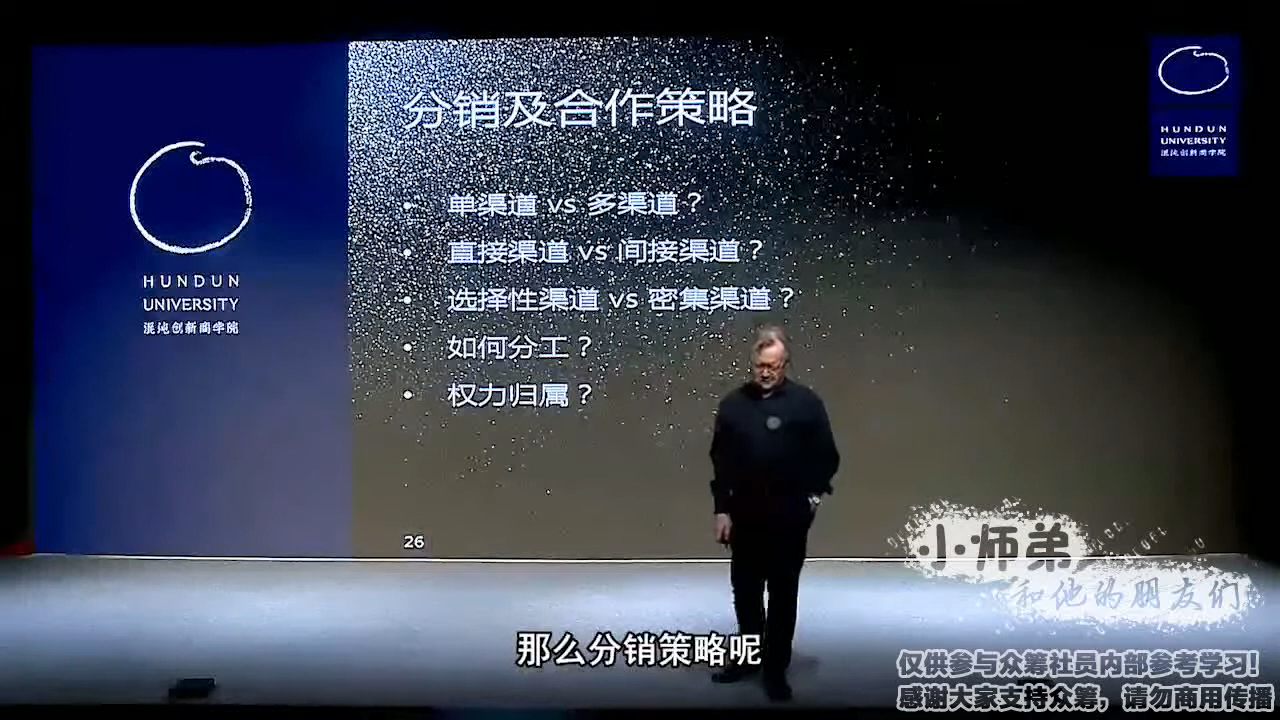 分销及合作策略
单渠道 vs 多渠道？
直接渠道 vs 间接渠道？
选择性渠道 vs 密集渠道？
如何分工？
权力归属？
26
HUNDUN
UNIVERSITY
混沌创新商学院
HUNDUN
UNIVERSITY
混沌创新商学院
小师弟
和他的朋友们
那么分销策略呢
仅供参与众筹社员内部参考学习！
感谢大家支持众筹，请勿商用传播